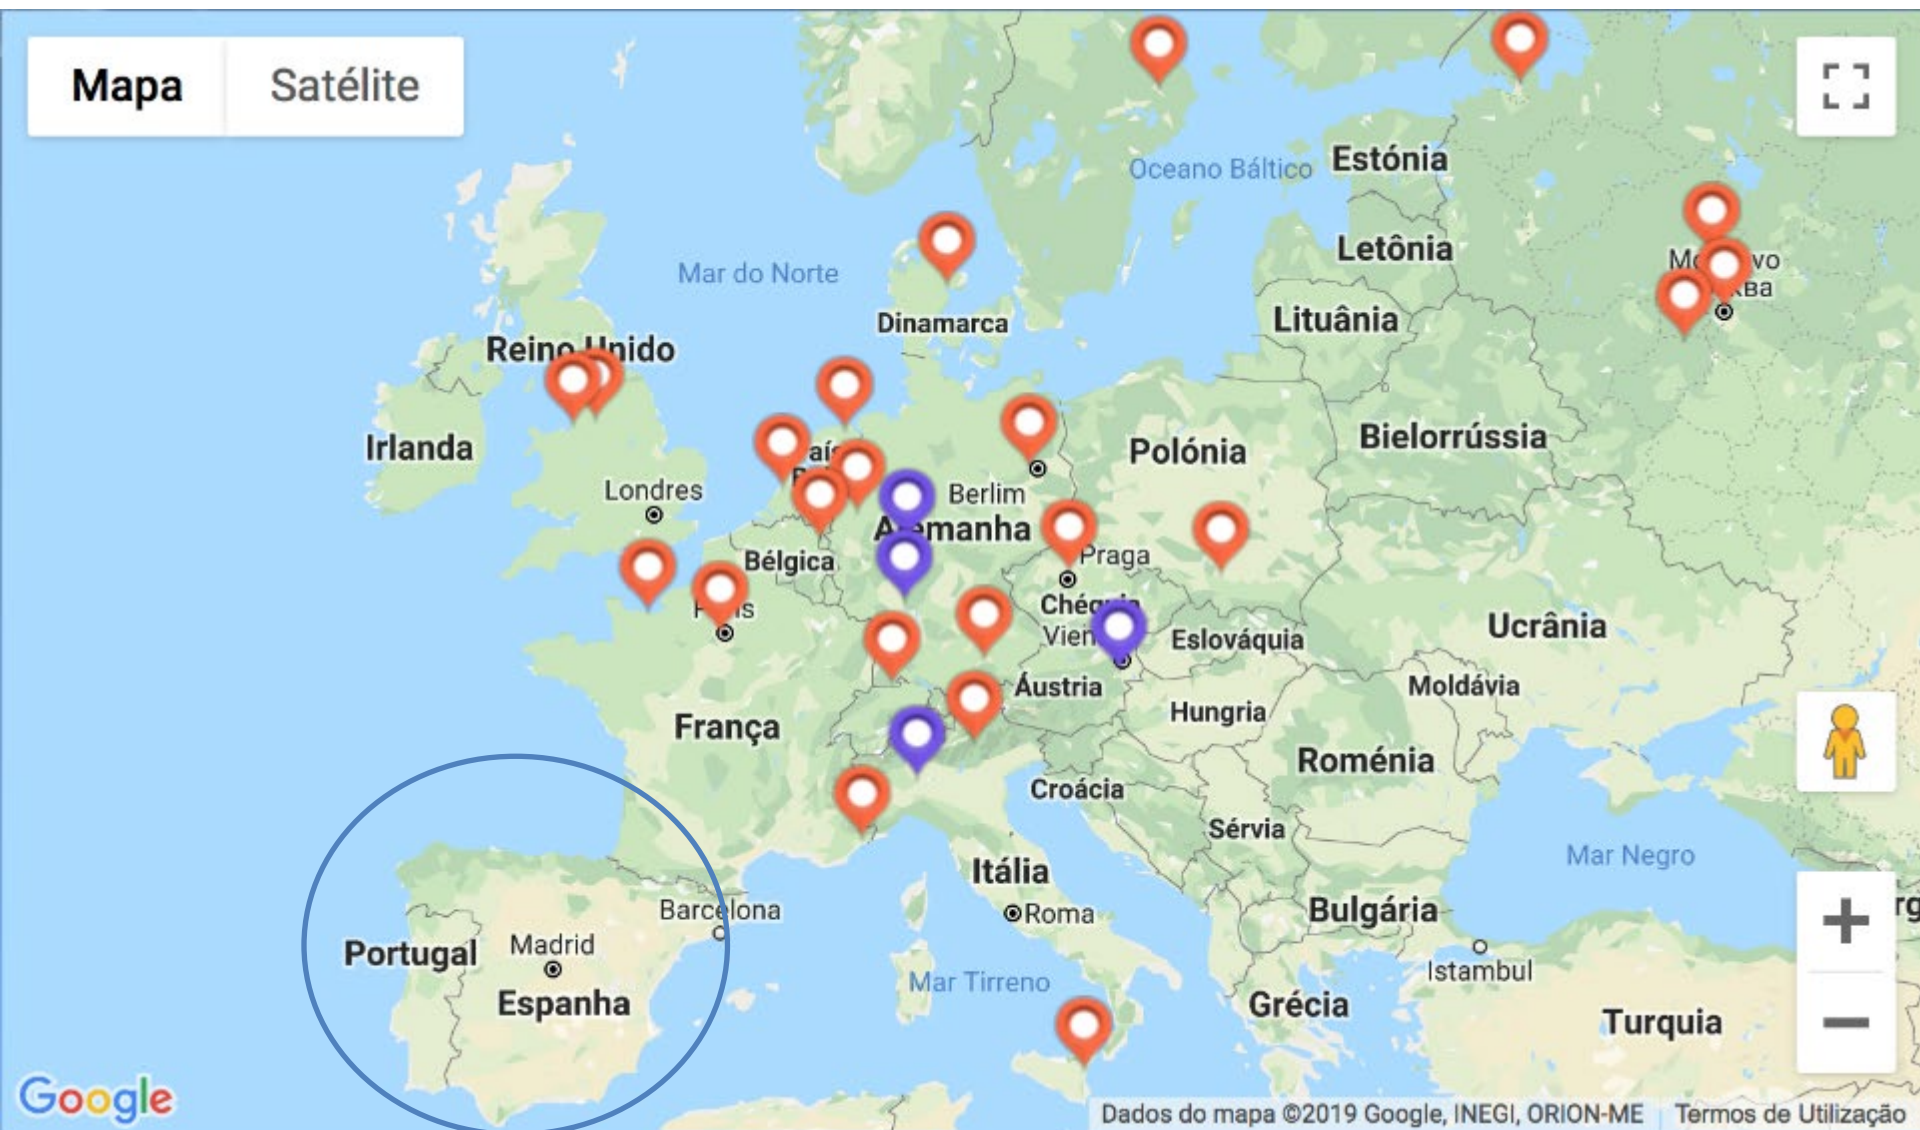 Mapa
Satélite
Estónia
Oceano Báltico
Letônia
Mar do Norte
Dinamarca
Lituânia
Reino Unido
Bielorrússia
Irlanda
Polónia
Londres
Berlim
Alemanha
Bélgica
Praga
Chéquia
Eslováquia
Ucrânia
Áustria
Moldávia
Hungria
França
Roménia
Croácia
Sérvia
Mar Negro
Itália
Barcelona
Roma
Bulgária
Portugal
Madrid
Istambul
Mar Tirreno
Espanha
Grécia
Turquia
Google
Dados do mapa ©2019 Google, INEGI, ORION-ME
Termos de Utilização